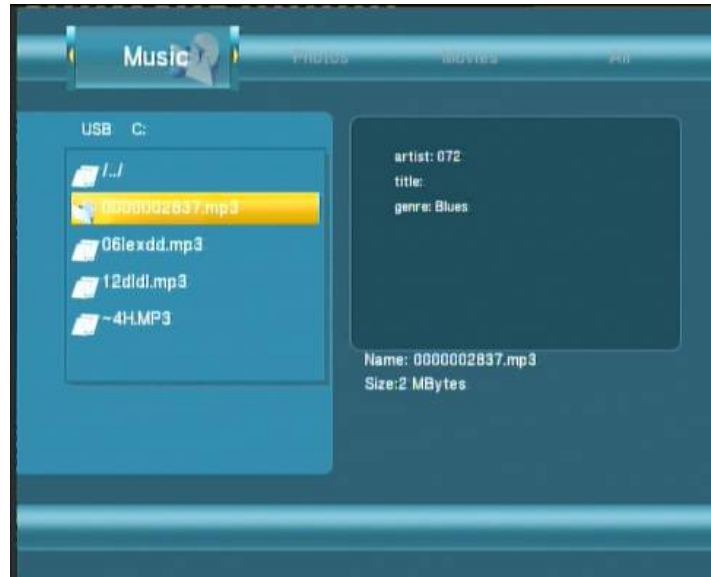 Music Photos Movies All
USB C:
/../
0000002837.mp3
06lexdd.mp3
12dldl.mp3
~4H.MP3
artist: 072
title:
genre: Blues
Name: 0000002837.mp3
Size:2 MBytes